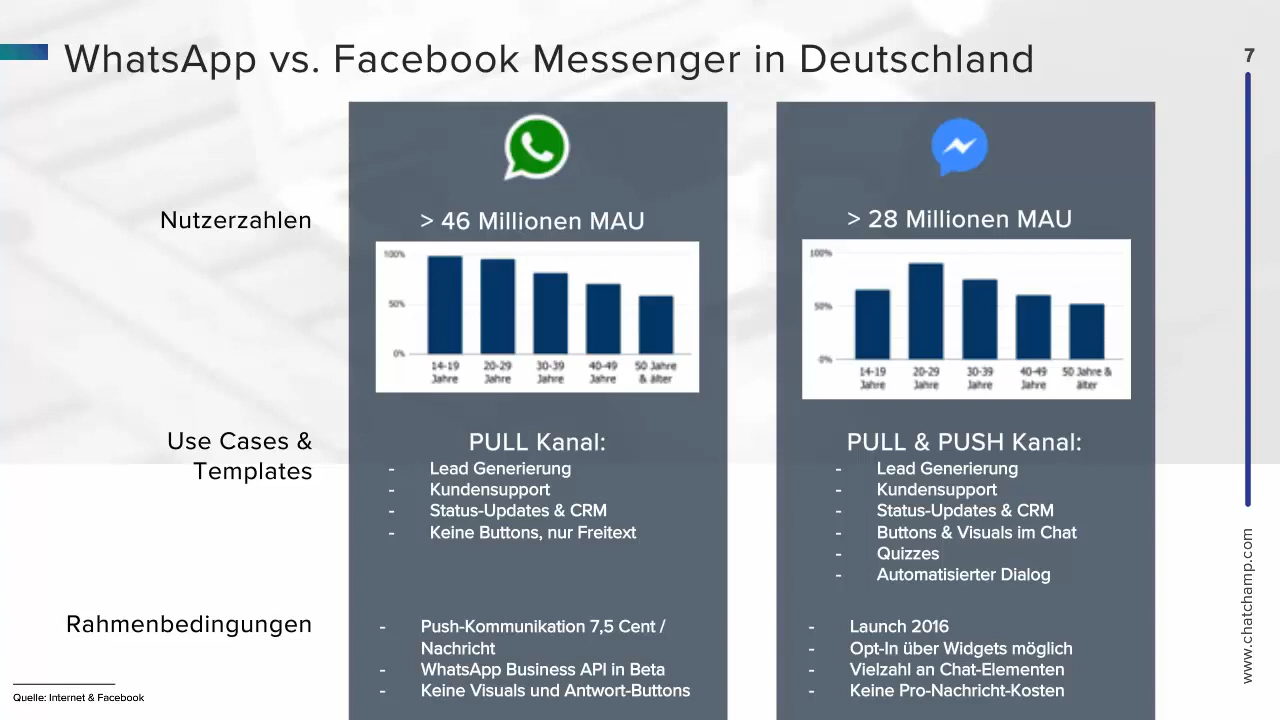 WhatsApp vs. Facebook Messenger in Deutschland
7
Nutzerzahlen
> 46 Millionen MAU
100%
50%
0%
14-19 Jahre
20-29 Jahre
30-39 Jahre
40-49 Jahre
50 Jahre & älter
> 28 Millionen MAU
100%
50%
0%
14-19 Jahre
20-29 Jahre
30-39 Jahre
40-49 Jahre
50 Jahre & älter
Use Cases &
Templates
PULL Kanal:
- Lead Generierung
- Kundensupport
- Status-Updates & CRM
- Keine Buttons, nur Freitext
PULL & PUSH Kanal:
- Lead Generierung
- Kundensupport
- Status-Updates & CRM
- Buttons & Visuals im Chat
- Quizzes
- Automatisierter Dialog
Rahmenbedingungen
- Push-Kommunikation 7,5 Cent /
Nachricht
- WhatsApp Business API in Beta
- Keine Visuals und Antwort-Buttons
- Launch 2016
- Opt-In über Widgets möglich
- Vielzahl an Chat-Elementen
- Keine Pro-Nachricht-Kosten
Quelle: Internet & Facebook
www.chatchamp.com